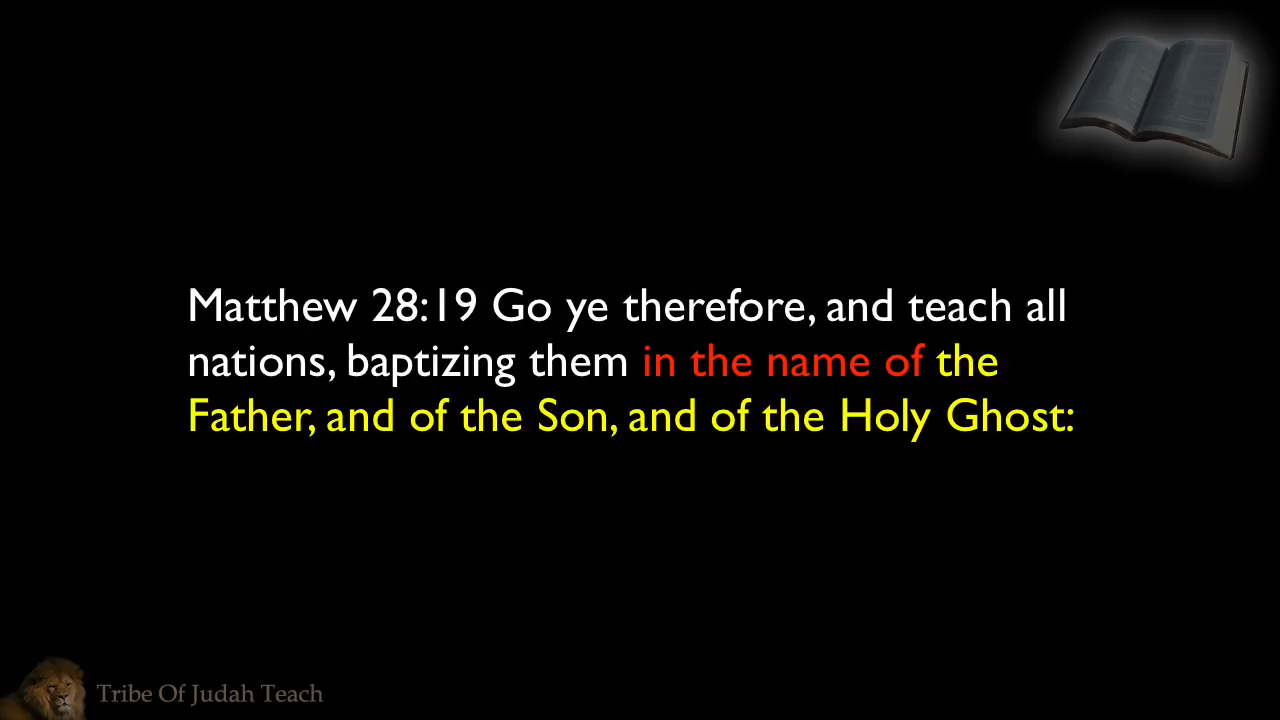 Matthew 28:19 Go ye therefore, and teach all
nations, baptizing them in the name of the
Father, and of the Son, and of the Holy Ghost:
Tribe Of Judah Teach